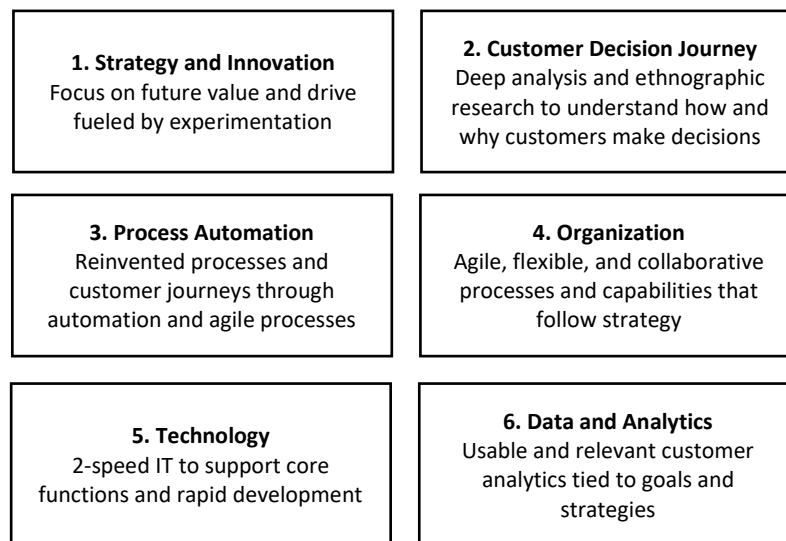 1. Strategy and Innovation
Focus on future value and drive
fueled by experimentation
2. Customer Decision Journey
Deep analysis and ethnographic
research to understand how and
why customers make decisions
3. Process Automation
Reinvented processes and
customer journeys through
automation and agile processes
4. Organization
Agile, flexible, and collaborative
processes and capabilities that
follow strategy
5. Technology
2-speed IT to support core
functions and rapid development
6. Data and Analytics
Usable and relevant customer
analytics tied to goals and
strategies